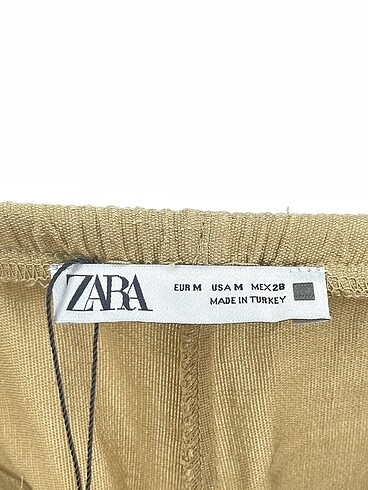 ZARA
EUR M USA M MEX 28
MADE IN TURKEY